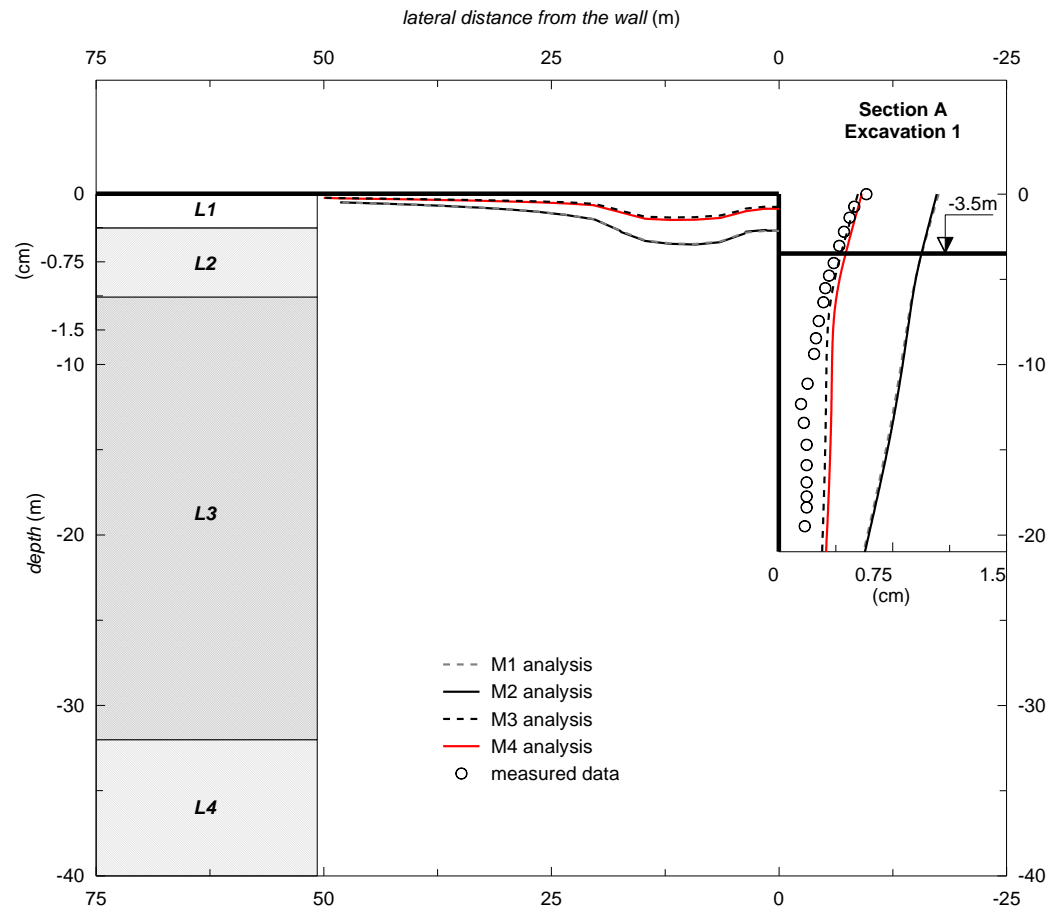 lateral distance from the wall (m)
75 50 25 0 -25
Section A
Excavation 1
0 0
L1
-3.5m
L2
(cm)
-0.75
-1.5
-10 -10
L3
depth (m)
-20 -20
0 0.75 1.5
(cm)
M1 analysis
M2 analysis
M3 analysis
M4 analysis
measured data
-30 -30
L4
-40 -40
75 50 25 0 -25